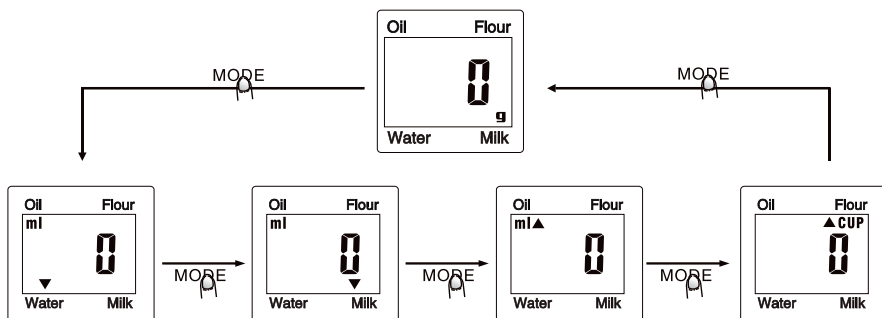 Oil Flour
0
g
Water Milk
MODE
MODE
Oil Flour
ml
0
Water Milk
MODE
Oil Flour
ml
0
Water Milk
MODE
Oil Flour
ml▲
0
Water Milk
MODE
Oil Flour
▲CUP
0
Water Milk